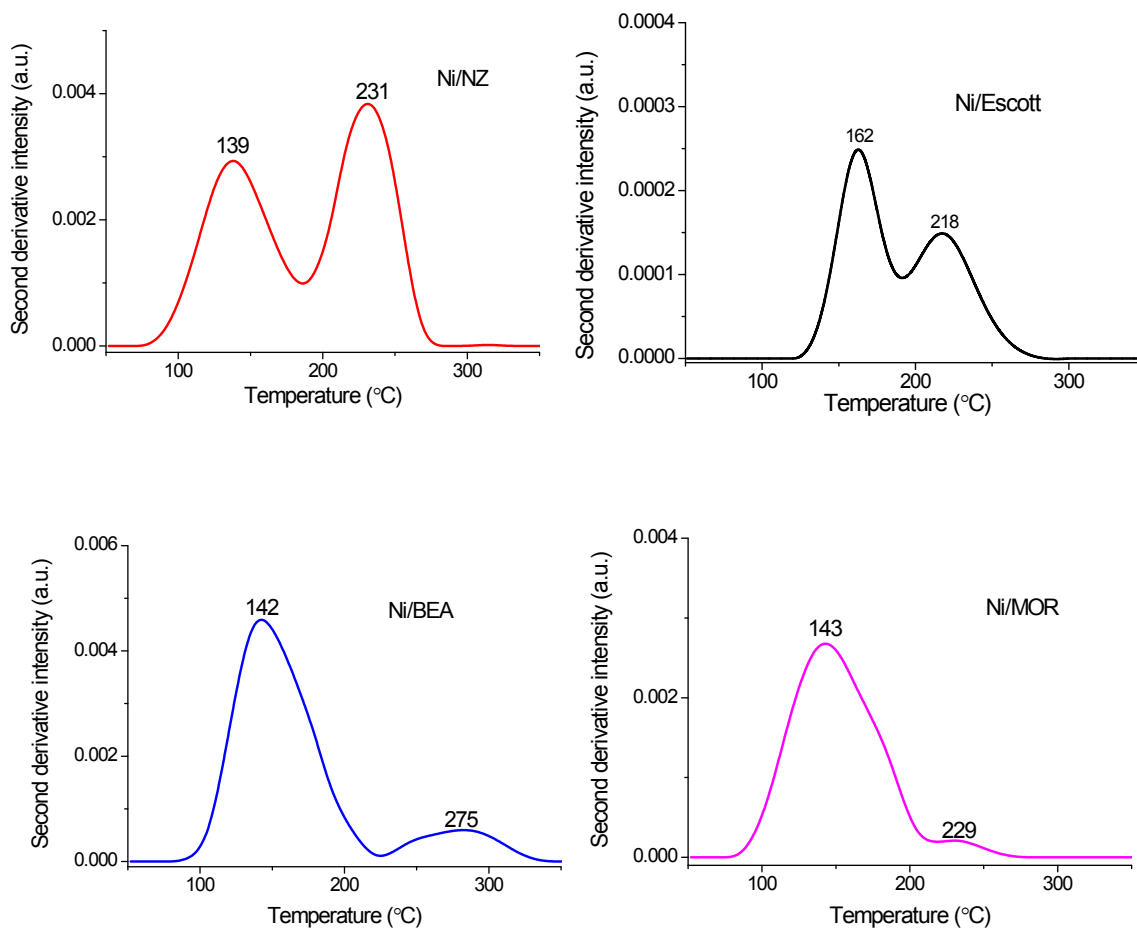 Second derivative intensity (a.u.)
0.004
0.002
0.000
139
231
Ni/NZ
100
200
300
Temperature (°C)
Second derivative intensity (a.u.)
0.0004
0.0003
0.0002
0.0001
0.0000
162
218
Ni/Escott
100
200
300
Temperature (°C)
Second derivative intensity (a.u.)
0.006
0.004
0.002
0.000
142
275
Ni/BEA
100
200
300
Temperature (°C)
Second derivative intensity (a.u.)
0.004
0.002
0.000
143
229
Ni/MOR
100
200
300
Temperature (°C)